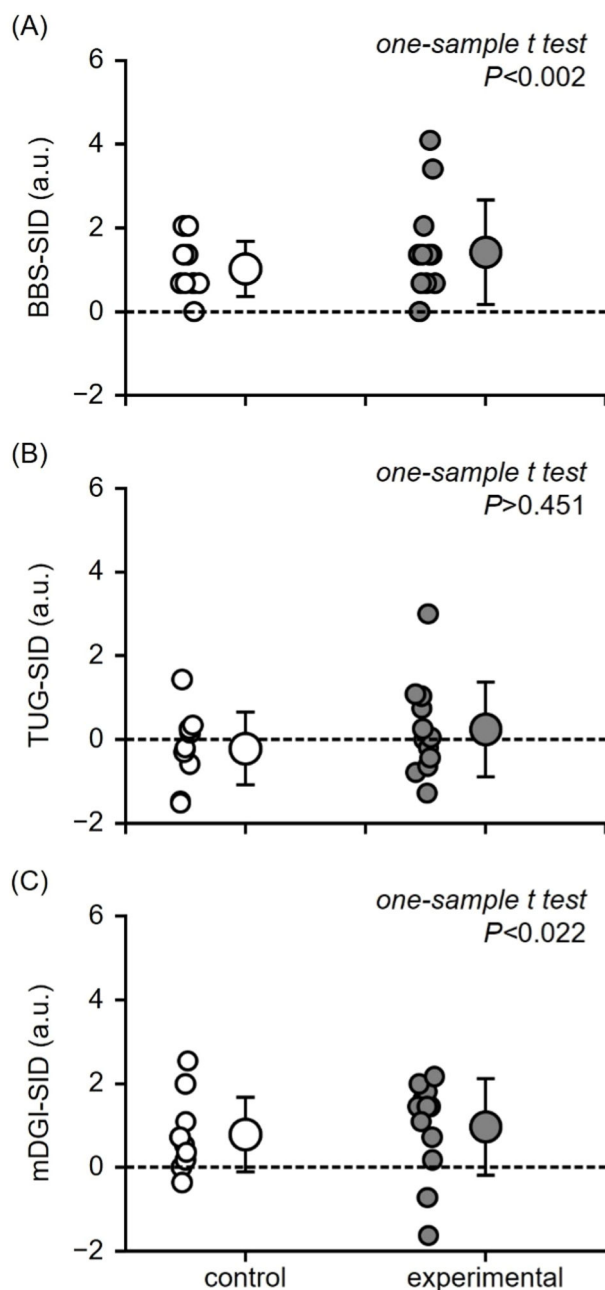 (A)
one-sample t test
P<0.002
BBS-SID (a.u.)
6
4
2
0
−2
(B)
one-sample t test
P>0.451
TUG-SID (a.u.)
6
4
2
0
−2
(C)
one-sample t test
P<0.022
mDGI-SID (a.u.)
6
4
2
0
−2
control experimental